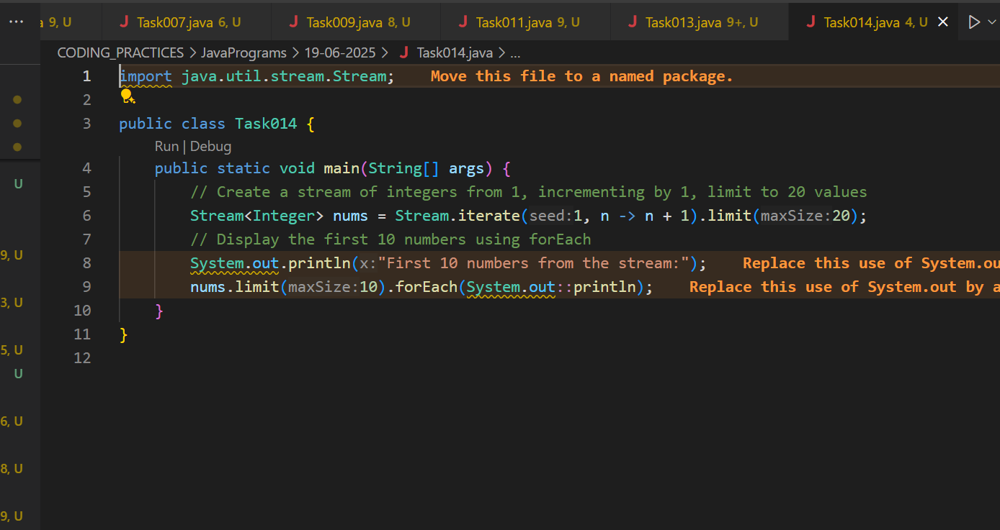 ... a 9, U J Task007.java 6, U J Task009.java 8, U J Task011.java 9, U J Task013.java 9+, U J Task014.java 4, U
CODING_PRACTICES > JavaPrograms > 19-06-2025 > J Task014.java > ...
1 import java.util.stream.Stream; Move this file to a named package.
2
3 public class Task014 {
Run | Debug
U
4 public static void main(String[] args) {
5 // Create a stream of integers from 1, incrementing by 1, limit to 20 values
6 Stream<Integer> nums = Stream.iterate(seed:1, n -> n + 1).limit(maxSize:20);
7 // Display the first 10 numbers using forEach
9, U
8 System.out.println(x:"First 10 numbers from the stream:"); Replace this use of System.ou
9 nums.limit(maxSize:10).forEach(System.out::println); Replace this use of System.out by a
3, U
10 }
11 }
5, U
12
U
6, U
8, U
9, U